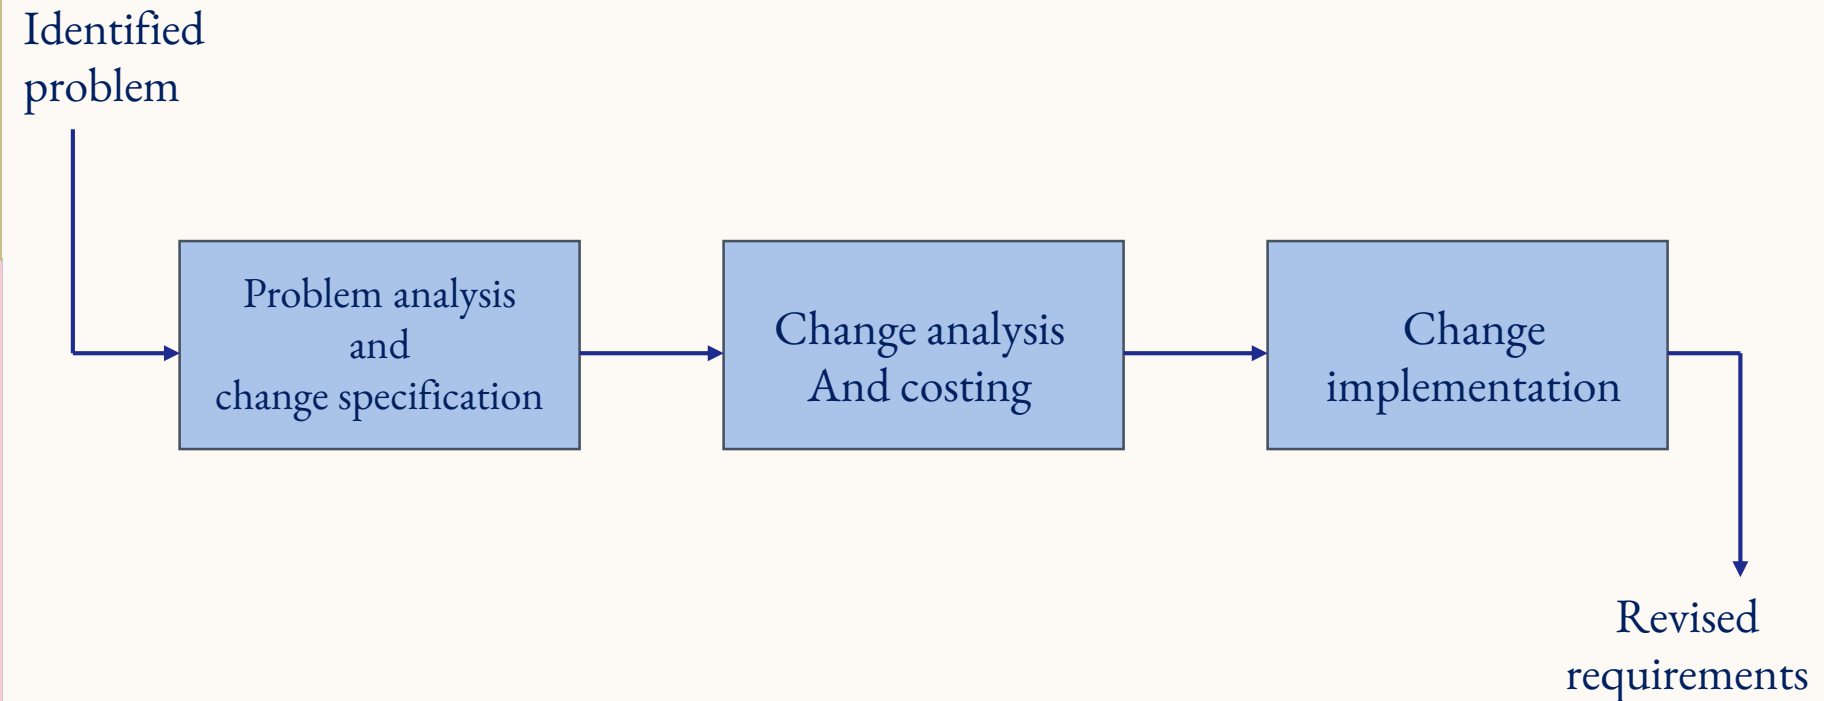 Identified
problem
Problem analysis
and
change specification
Change analysis
And costing
Change
implementation
Revised
requirements